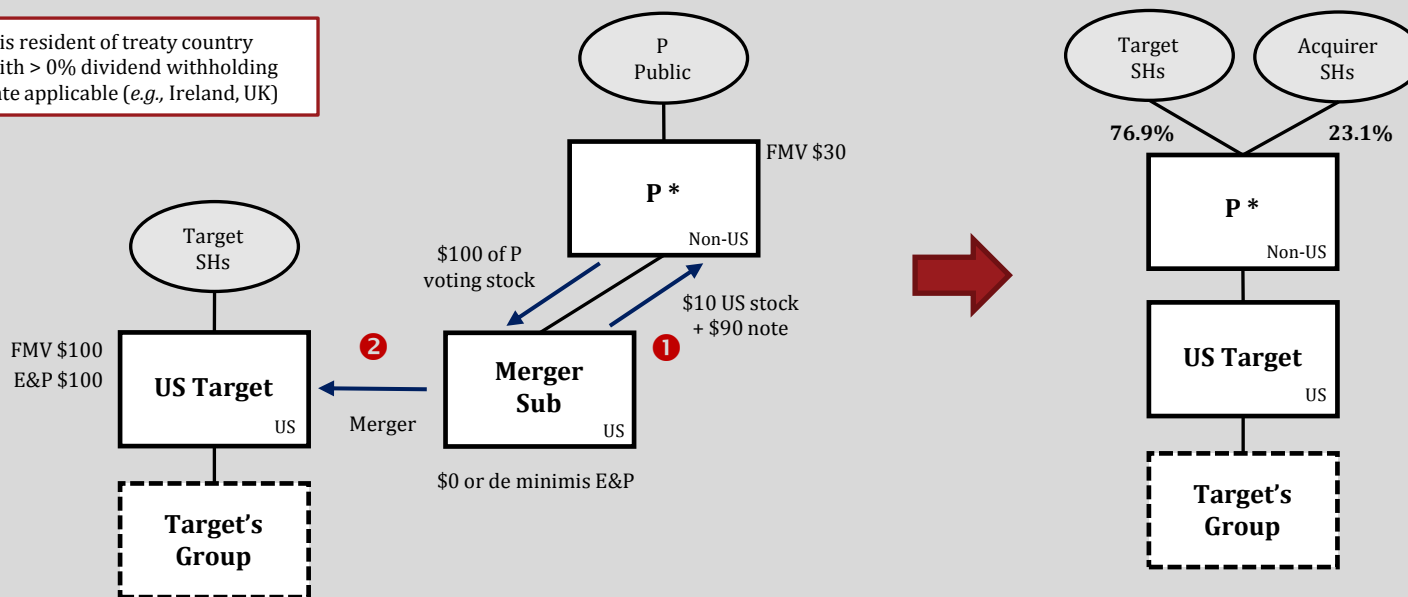 is resident of treaty country
ith > 0% dividend withholding
te applicable (e.g., Ireland, UK)
P
Public
P *
Non-US
FMV $30
Target
SHs
FMV $100
E&P $100
US Target
US
Target's
Group
2
Merger
$100 of P
voting stock
$10 US stock
+ $90 note
1
Merger
Sub
US
$0 or de minimis E&P
Target
SHs
Acquirer
SHs
76.9%
23.1%
P *
Non-US
US Target
US
Target's
Group